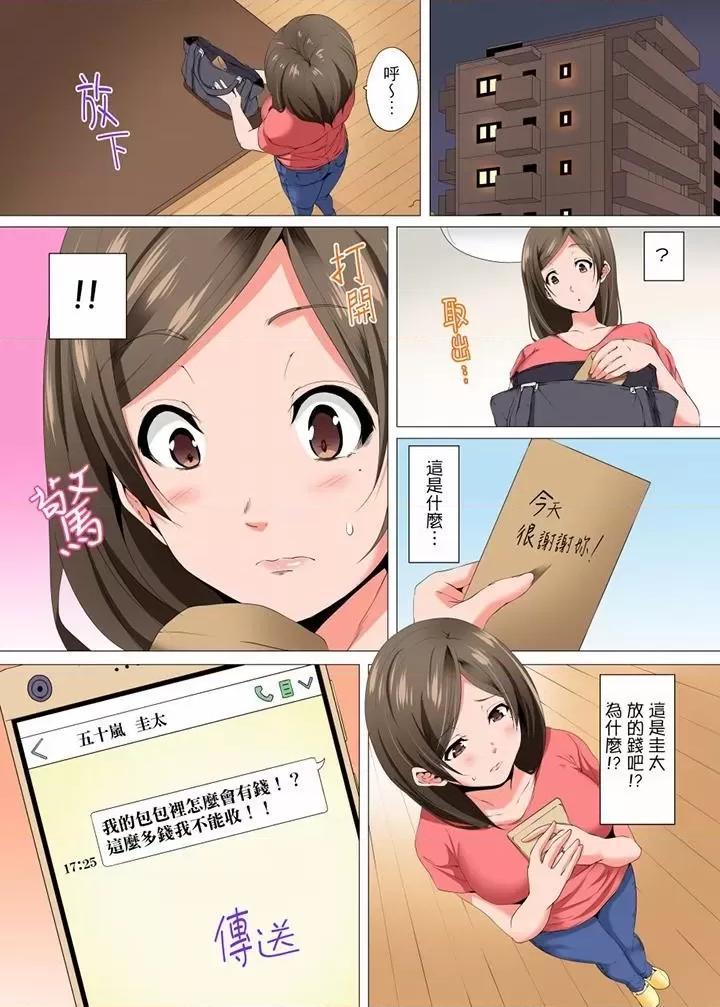 呼～…
放下
?
取出…
打開
!!
驚
這是什麼…
今天
很謝謝妳!
這是圭太
放的錢吧!?
為什麼!?
五十嵐 圭太
我的包包裡怎麼會有錢！？
這麼多錢我不能收！！
17:25
傳送